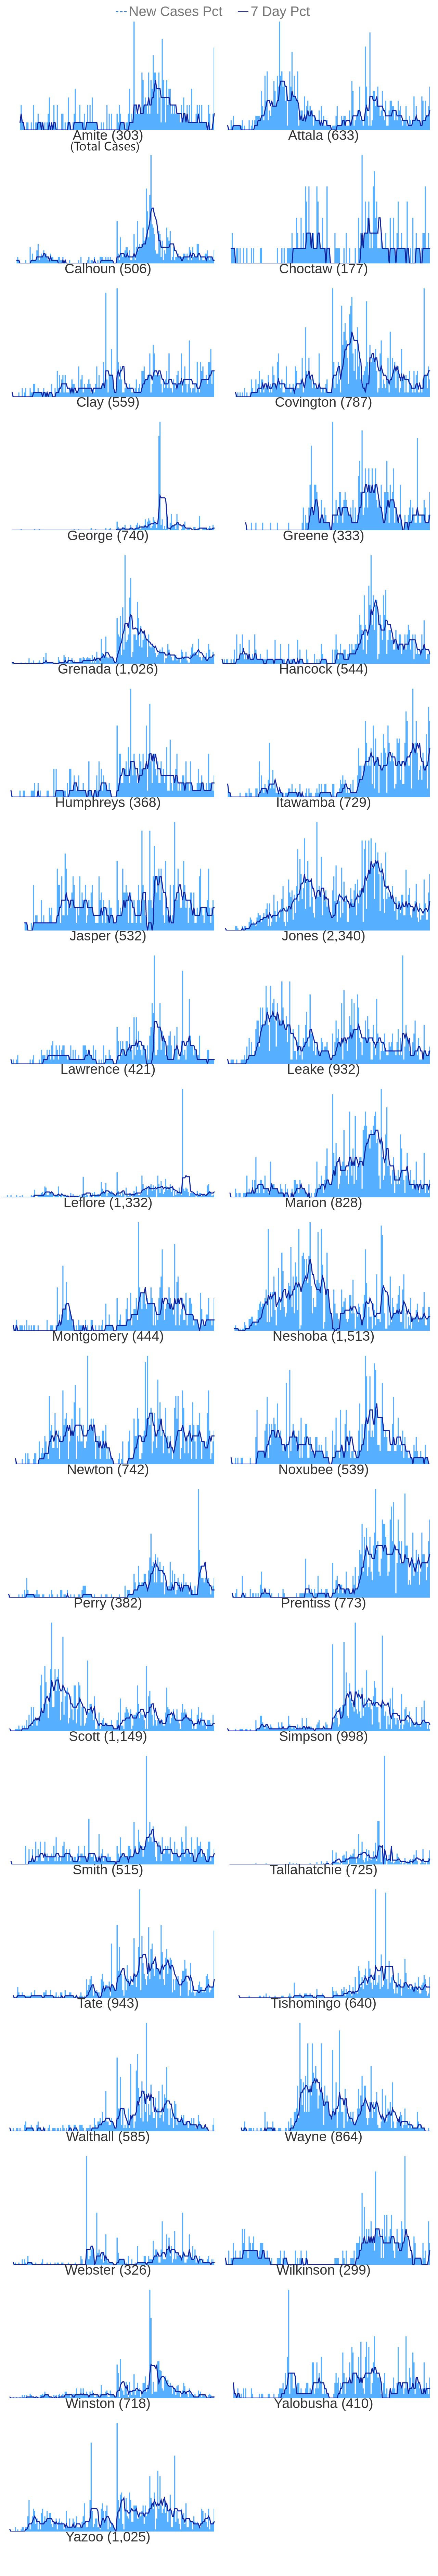 New Cases Pct 7 Day Pct
Amite (303) Attala (633)
(Total Cases)
Calhoun (506) Choctaw (177)
Clay (559) Covington (787)
George (740) Greene (333)
Grenada (1,026) Hancock (544)
Humphreys (368) Itawamba (729)
Jasper (532) Jones (2,340)
Lawrence (421) Leake (932)
Leflore (1,332) Marion (828)
Montgomery (444) Neshoba (1,513)
Newton (742) Noxubee (539)
Perry (382) Prentiss (773)
Scott (1,149) Simpson (998)
Smith (515) Tallahatchie (725)
Tate (943) Tishomingo (640)
Walthall (585) Wayne (864)
Webster (326) Wilkinson (299)
Winston (718) Yalobusha (410)
Yazoo (1,025)